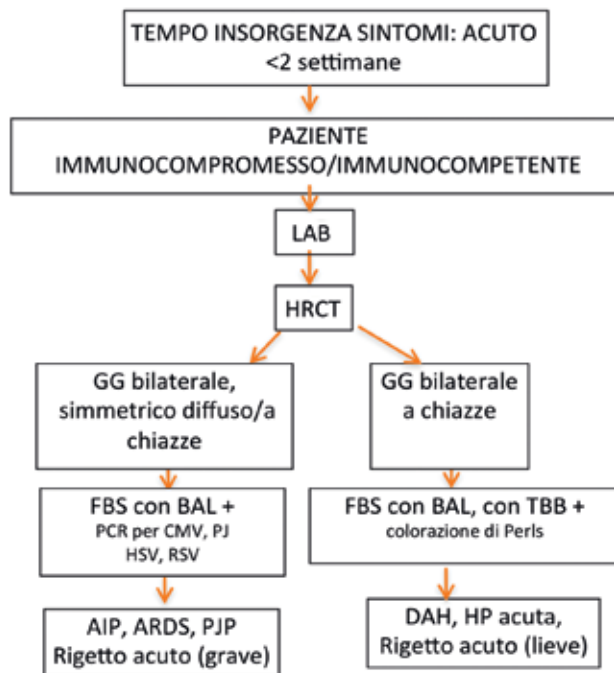 TEMPO INSORGENZA SINTOMI: ACUTO
<2 settimane
PAZIENTE
IMMUNOCOMPROMESSO/IMMUNOCOMPETENTE
LAB
HRCT
GG bilaterale,
simmetrico diffuso/a
chiazze
GG bilaterale
a chiazze
FBS con BAL +
PCR per CMV, PJ
HSV, RSV
FBS con BAL, con TBB +
colorazione di Perls
AIP, ARDS, PJP
Rigetto acuto (grave)
DAH, HP acuta,
Rigetto acuto (lieve)